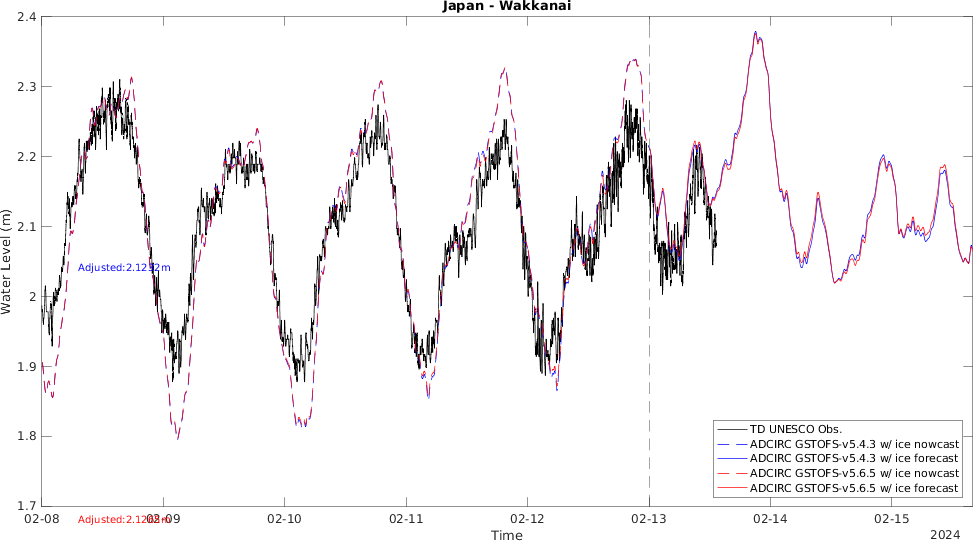 Japan - Wakkanai
2.4
2.3
2.2
2.1
2
1.9
1.8
1.7
Water Level (m)
Adjusted:2.1252m
TD UNESCO Obs.
ADCIRC GSTOFS-v5.4.3 w/ ice nowcast
ADCIRC GSTOFS-v5.4.3 w/ ice forecast
ADCIRC GSTOFS-v5.6.5 w/ ice nowcast
ADCIRC GSTOFS-v5.6.5 w/ ice forecast
02-08 02-09 02-10 02-11 02-12 02-13 02-14 02-15
Time
2024